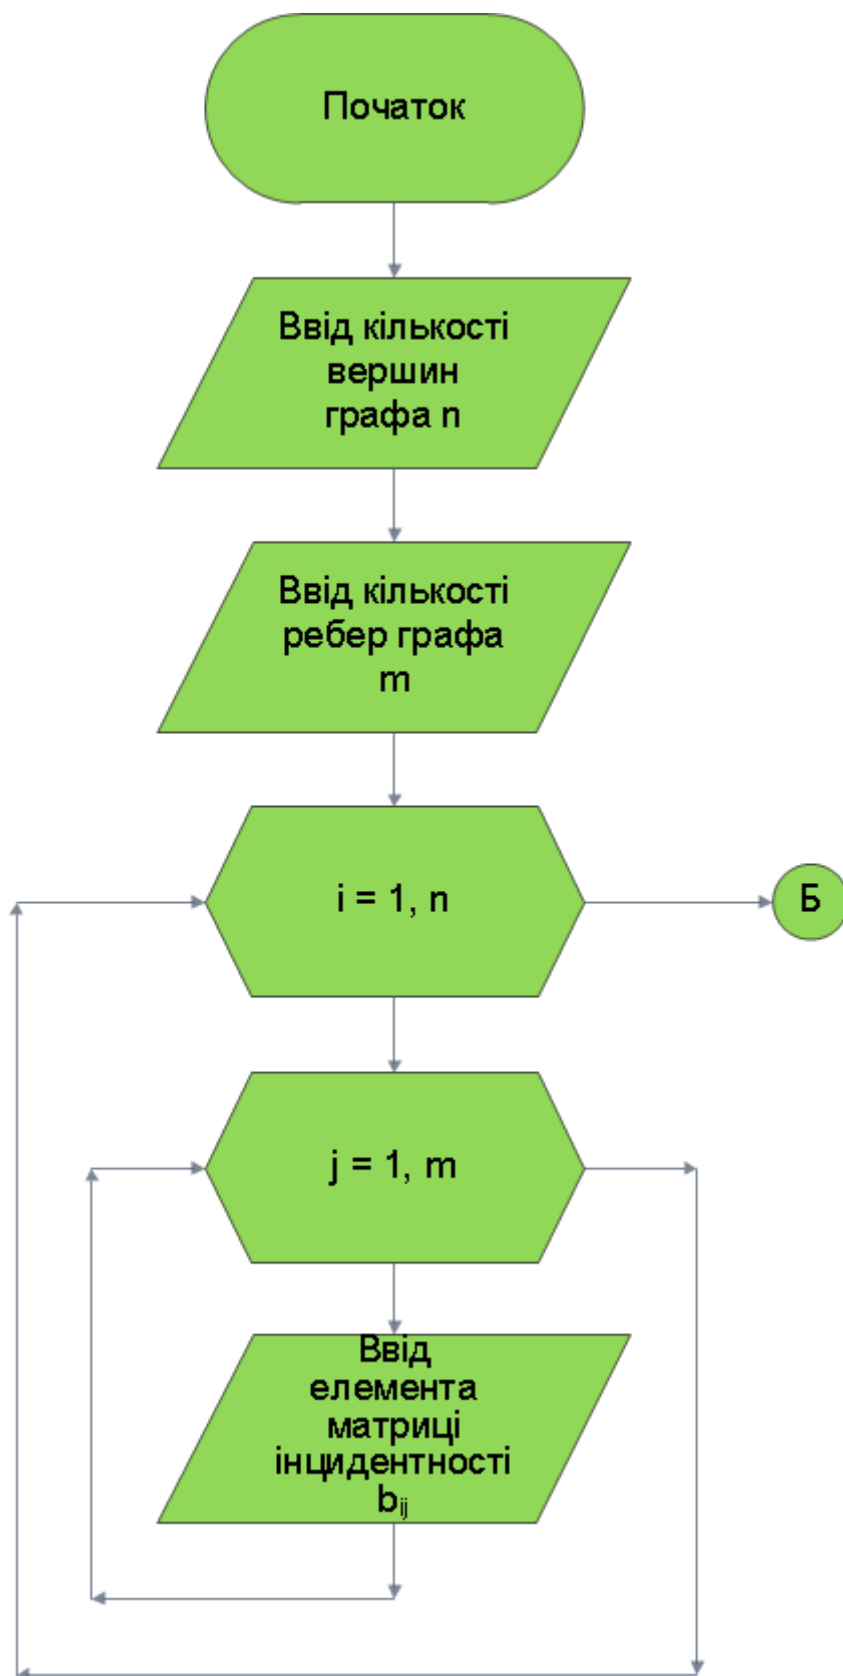 Початок
Ввід кількості
вершин
графа n
Ввід кількості
ребер графа
m
i = 1, n
Б
j = 1, m
Ввід
елемента
матриці
інцидентності
bᵢⱼ